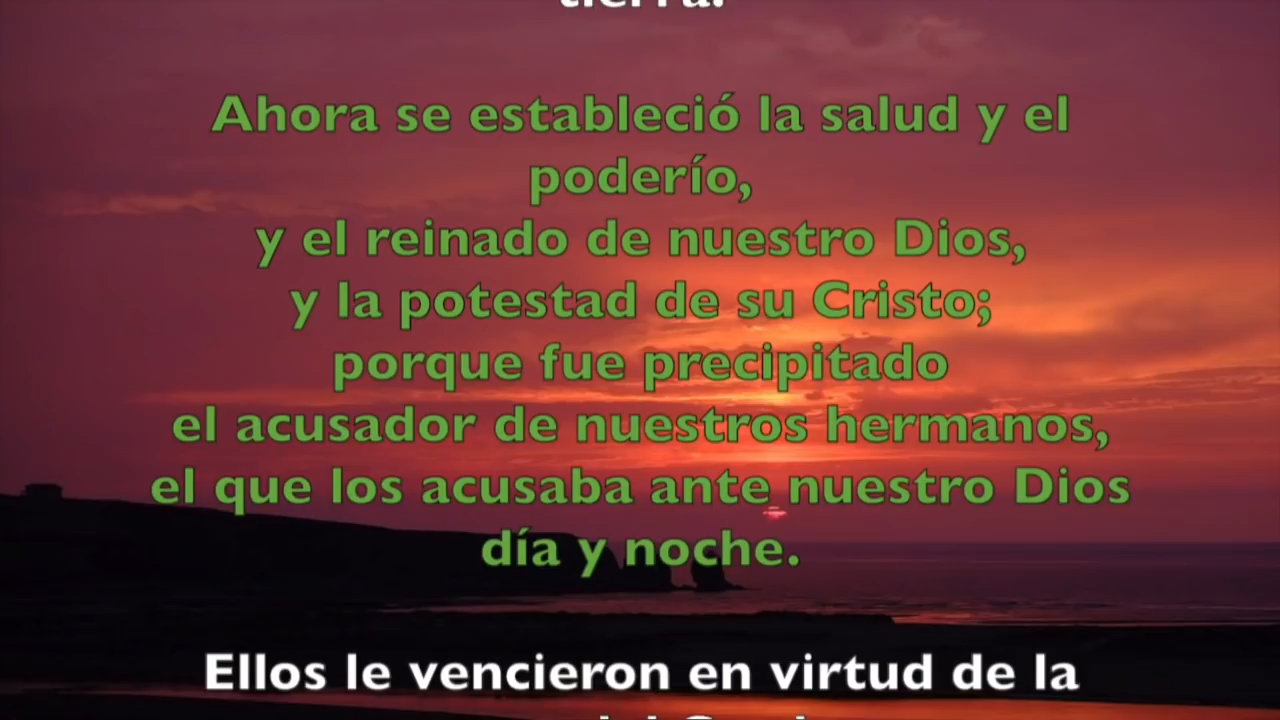 tierra.
Ahora se estableció la salud y el
poderío,
y el reinado de nuestro Dios,
y la potestad de su Cristo;
porque fue precipitado
el acusador de nuestros hermanos,
el que los acusaba ante nuestro Dios
día y noche.
Ellos le vencieron en virtud de la